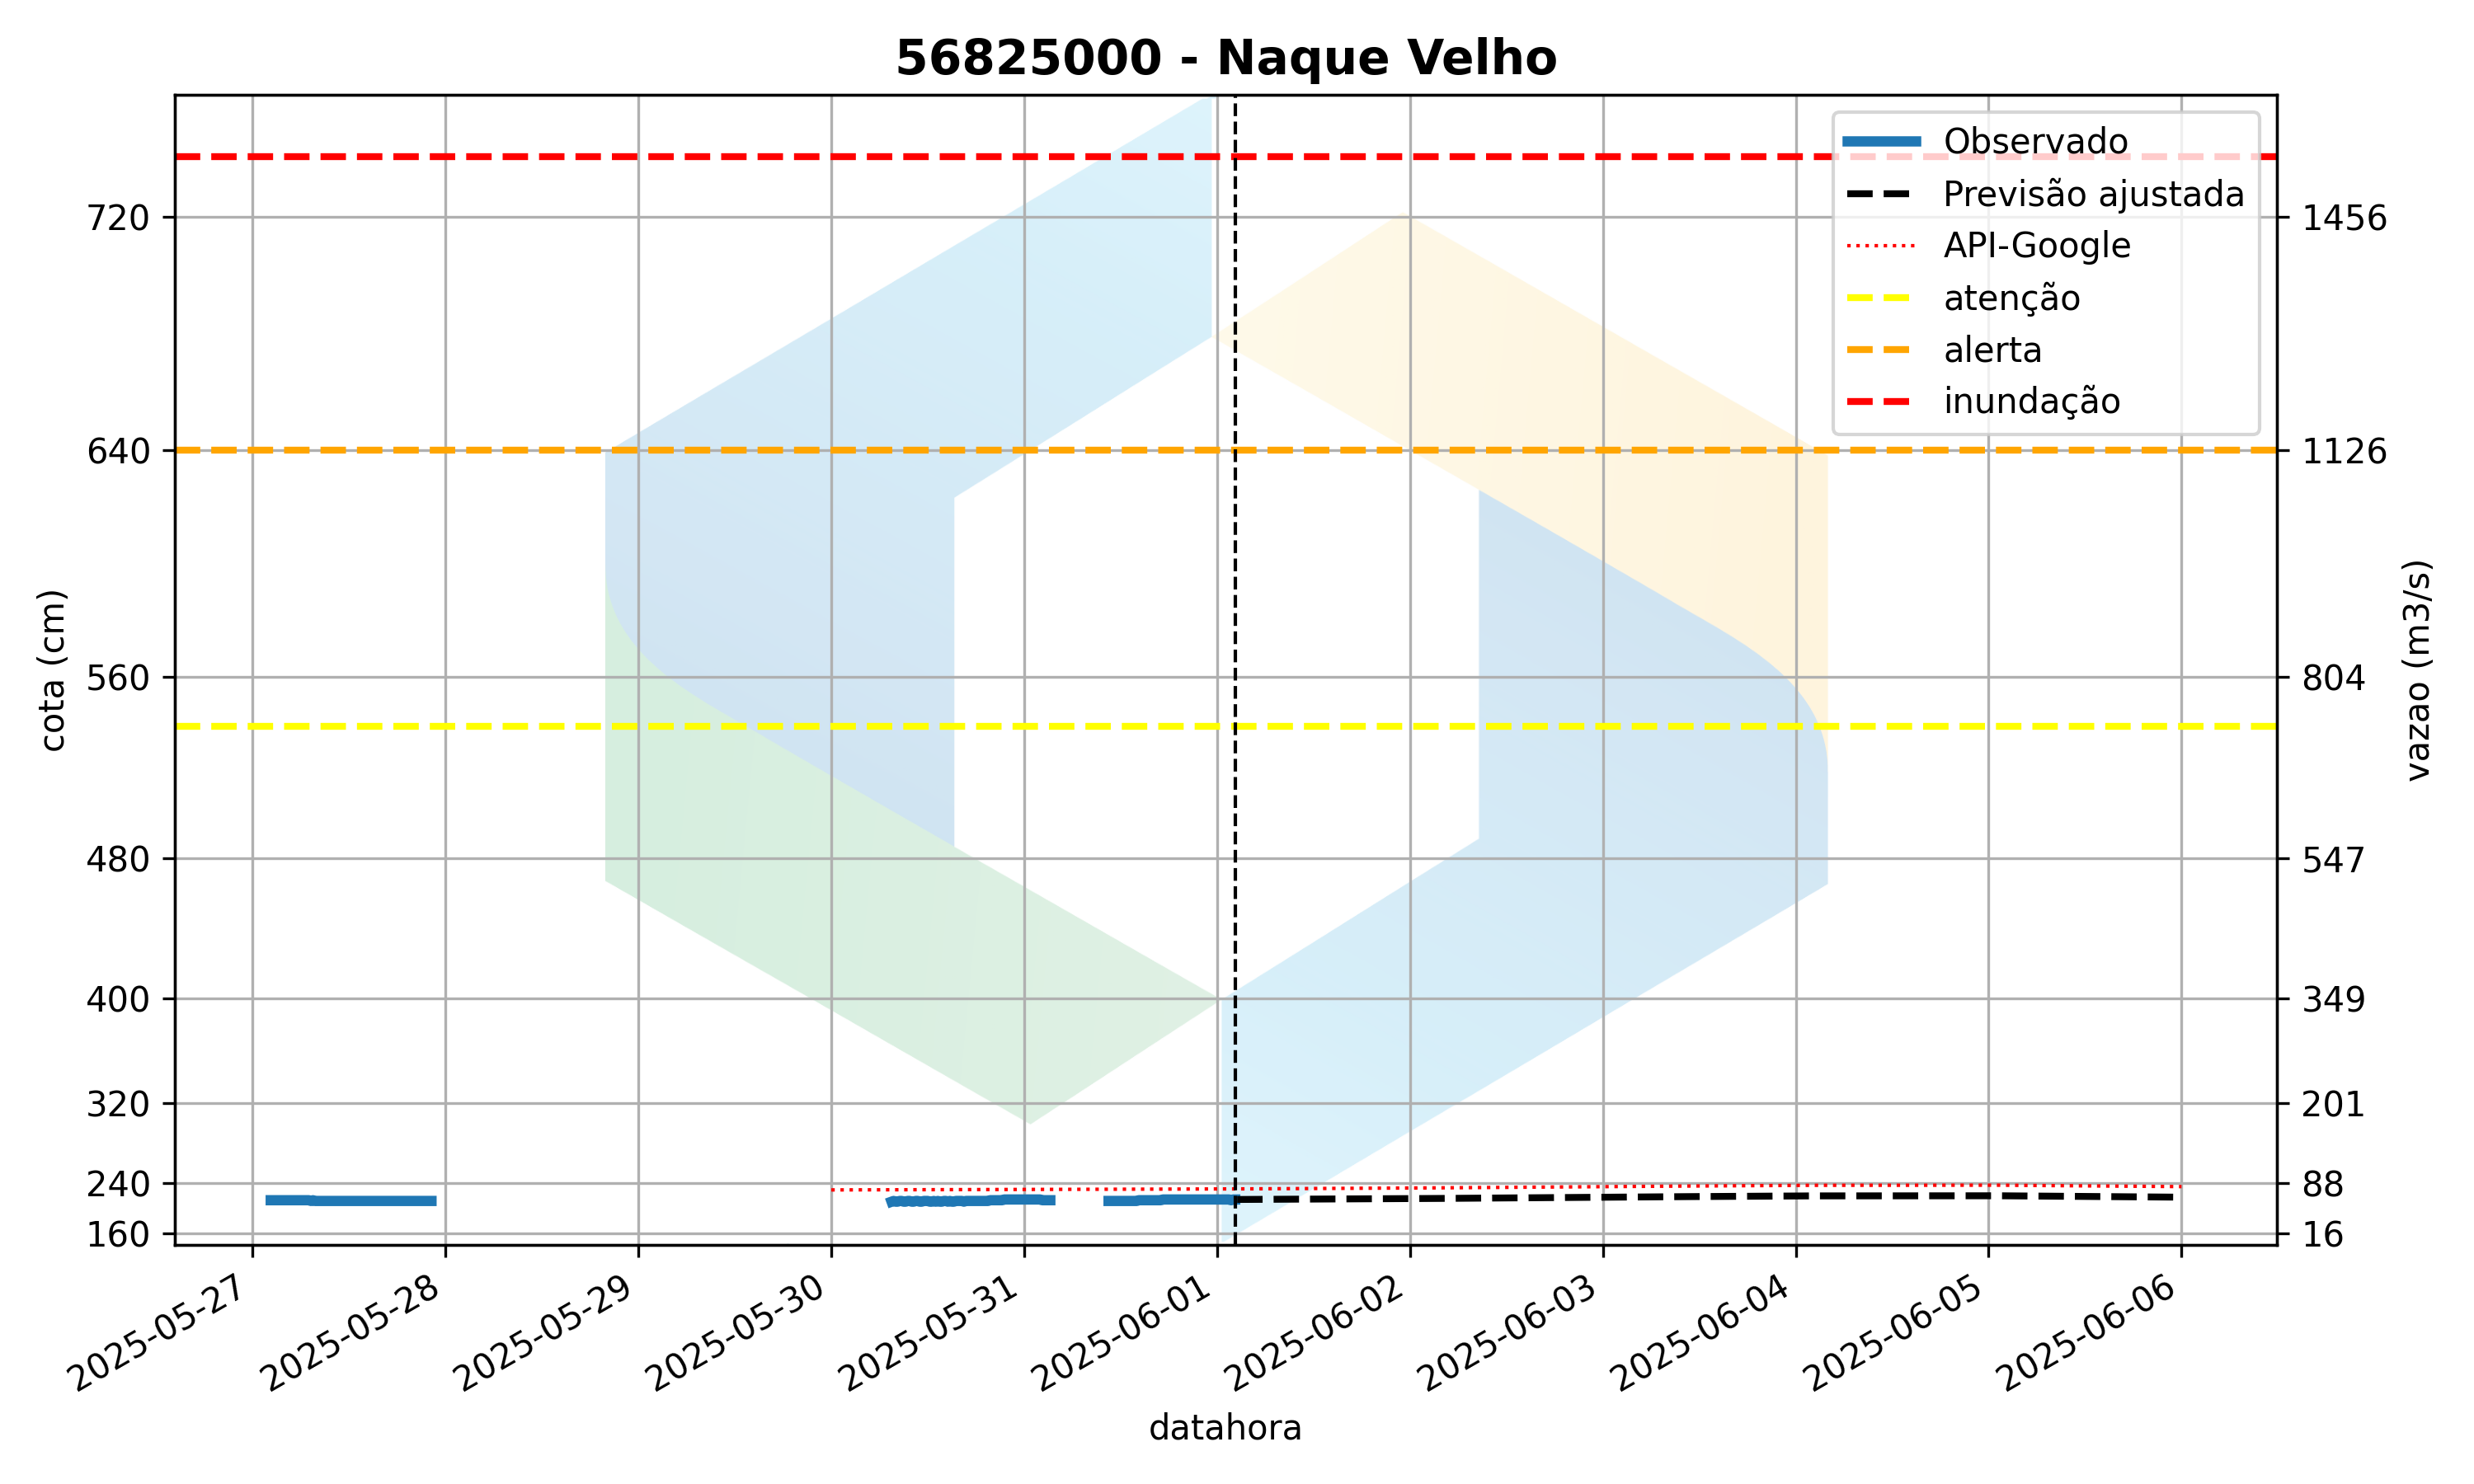 56825000 - Naque Velho
Observado
Previsão ajustada
API-Google
atenção
alerta
inundação
cota (cm)
720
640
560
480
400
320
240
160
vazao (m3/s)
1456
1126
804
547
349
201
88
16
2025-05-27
2025-05-28
2025-05-29
2025-05-30
2025-05-31
2025-06-01
2025-06-02
2025-06-03
2025-06-04
2025-06-05
2025-06-06
datahora